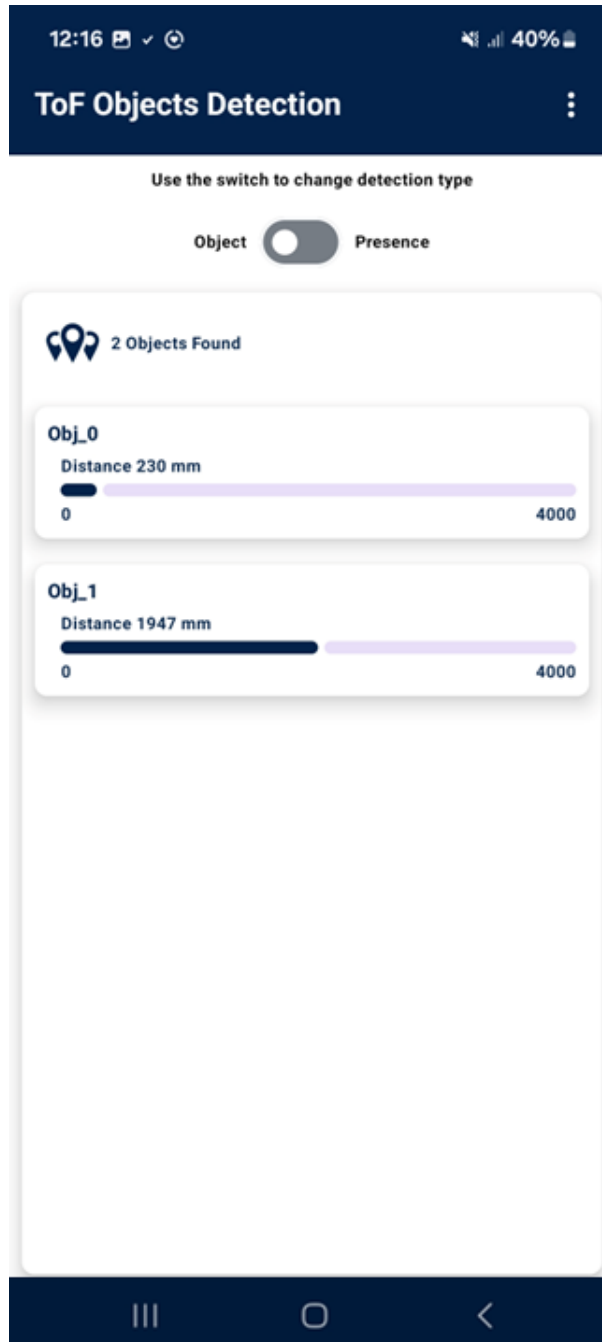 12:16 40%
ToF Objects Detection
Use the switch to change detection type
Object Presence
2 Objects Found
Obj_0
Distance 230 mm
0 4000
Obj_1
Distance 1947 mm
0 4000